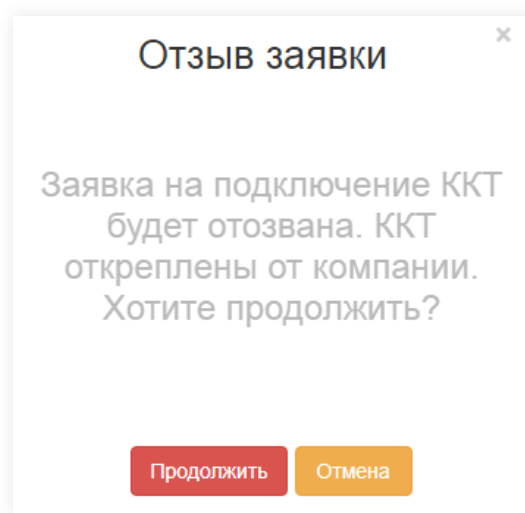 Отзыв заявки
×
Заявка на подключение ККТ
будет отозвана. ККТ
откреплены от компании.
Хотите продолжить?
Продолжить
Отмена